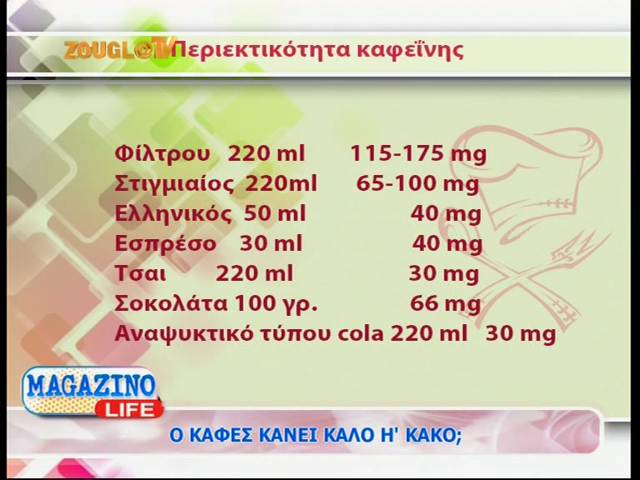 ZOUGL@TV Περιεκτικότητα καφεΐνης
Φίλτρου 220 ml 115-175 mg
Στιγμιαίος 220ml 65-100 mg
Ελληνικός 50 ml 40 mg
Εσπρέσο 30 ml 40 mg
Τσαι 220 ml 30 mg
Σοκολάτα 100 γρ. 66 mg
Αναψυκτικό τύπου cola 220 ml 30 mg
MAGAZINO
LIFE
Ο ΚΑΦΕΣ ΚΑΝΕΙ ΚΑΛΟ Η' ΚΑΚΟ;